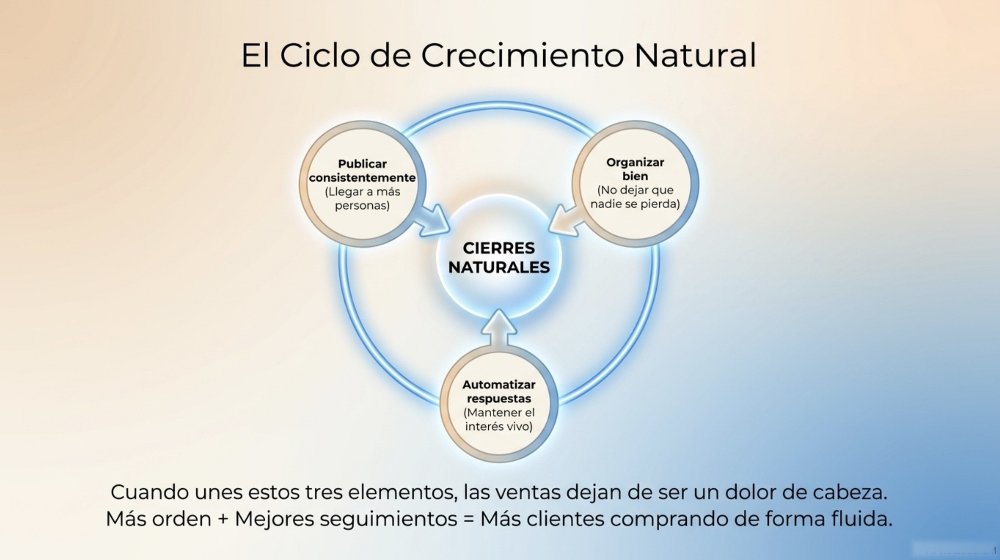 El Ciclo de Crecimiento Natural
Publicar
consistentemente
(Llegar a más
personas)
Organizar
bien
(No dejar que
nadie se pierda)
CIERRES
NATURALES
Automatizar
respuestas
(Mantener el
interés vivo)
Cuando unes estos tres elementos, las ventas dejan de ser un dolor de cabeza.
Más orden + Mejores seguimientos = Más clientes comprando de forma fluida.